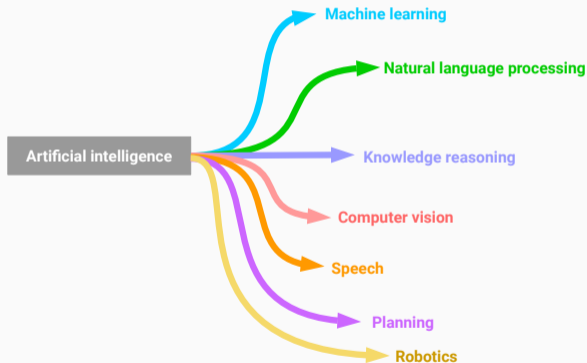 Machine learning
Natural language processing
Artificial intelligence
Knowledge reasoning
Computer vision
Speech
Planning
Robotics